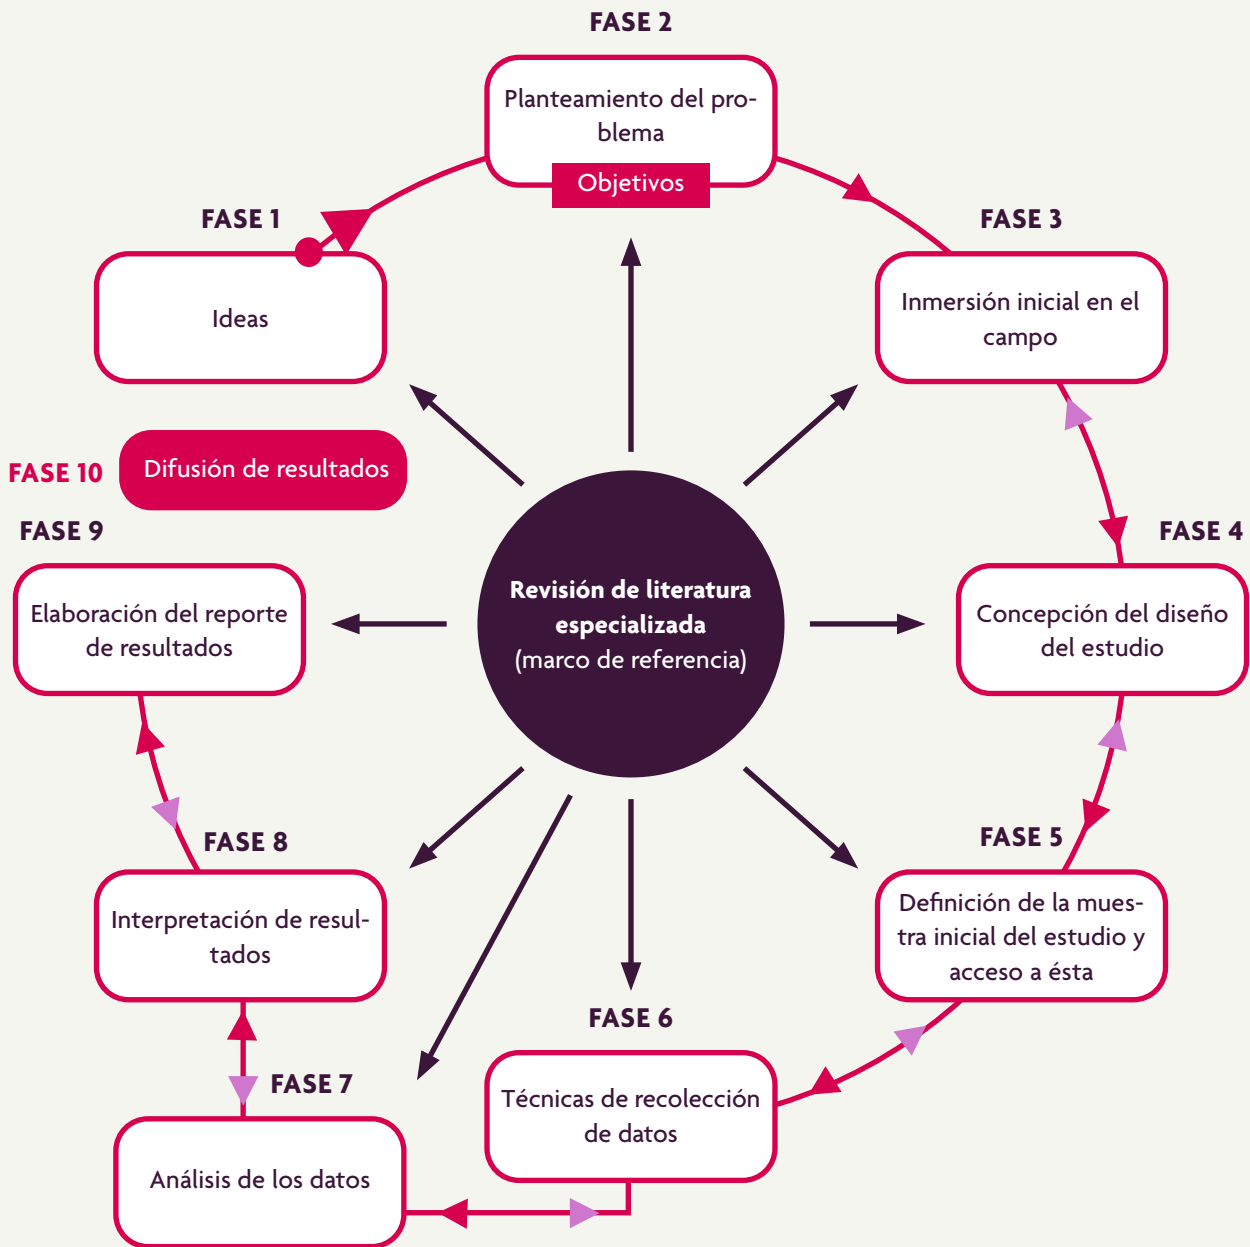 FASE 2
Planteamiento del pro-
blema
Objetivos
FASE 1
Ideas
FASE 3
Inmersión inicial en el
campo
FASE 10
Difusión de resultados
FASE 9
Elaboración del reporte
de resultados
Revisión de literatura
especializada
(marco de referencia)
FASE 4
Concepción del diseño
del estudio
FASE 8
Interpretación de resul-
tados
FASE 5
Definición de la mues-
tra inicial del estudio y
acceso a ésta
FASE 6
Técnicas de recolección
de datos
FASE 7
Análisis de los datos